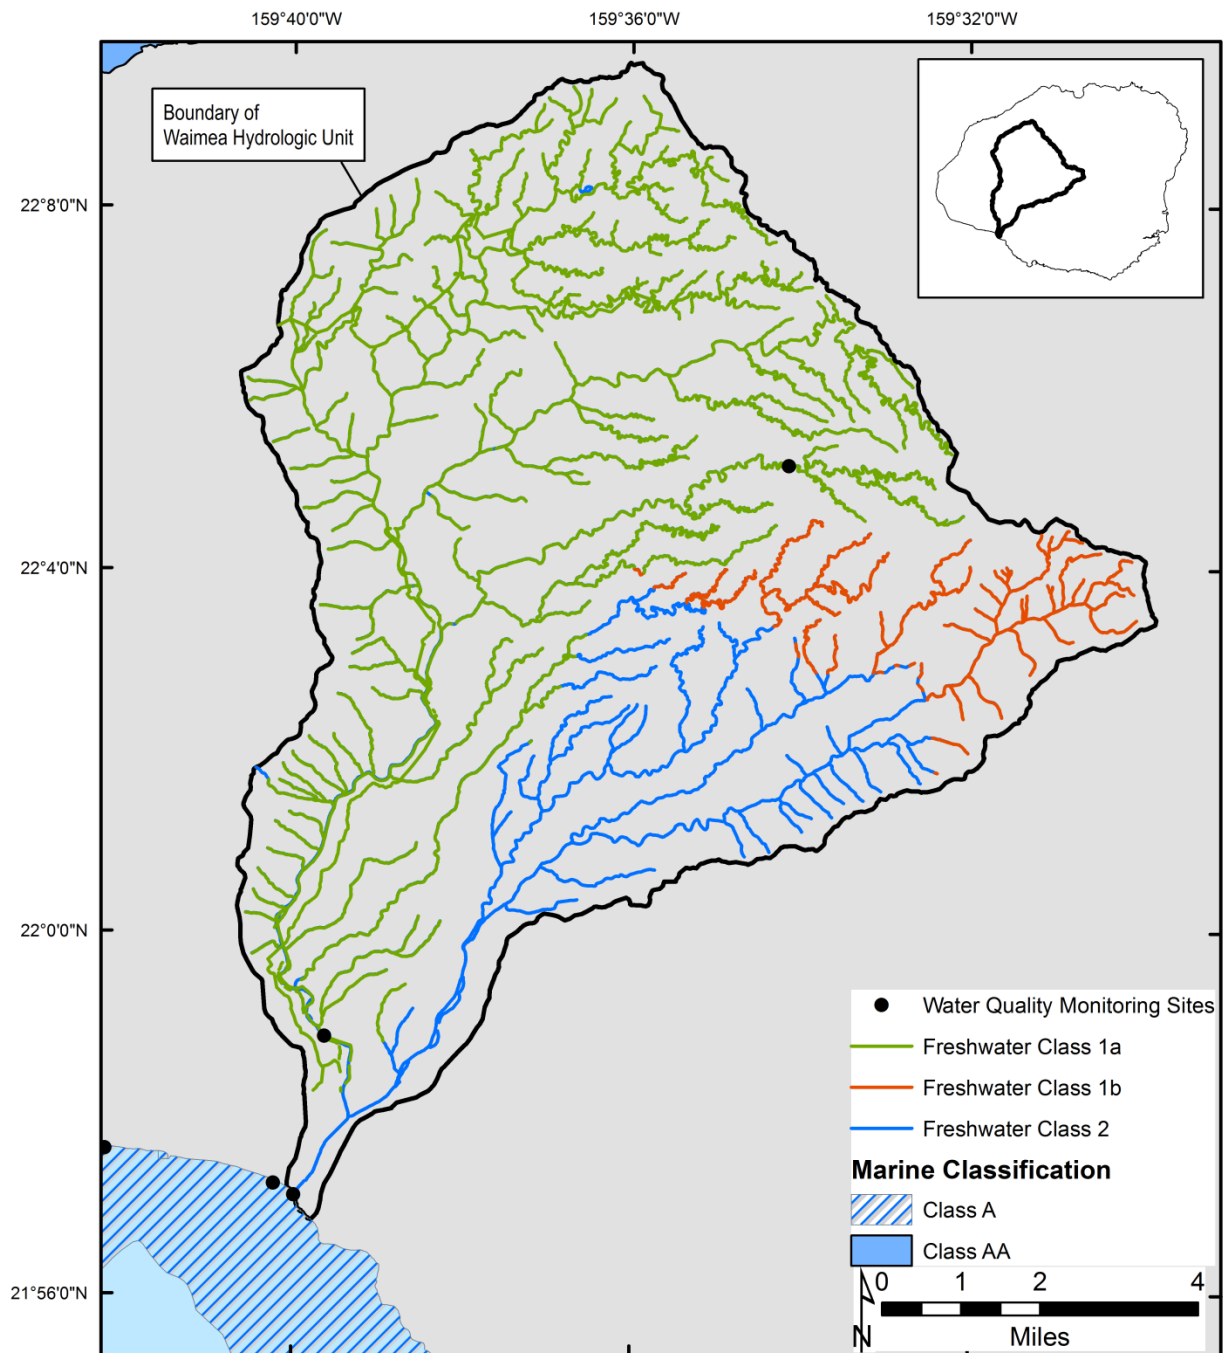 159°40'0"W
159°36'0"W
159°32'0"W
Boundary of
Waimea Hydrologic Unit
22°8'0"N
22°4'0"N
22°0'0"N
21°56'0"N
Water Quality Monitoring Sites
Freshwater Class 1a
Freshwater Class 1b
Freshwater Class 2
Marine Classification
Class A
Class AA
0 1 2 4
N Miles